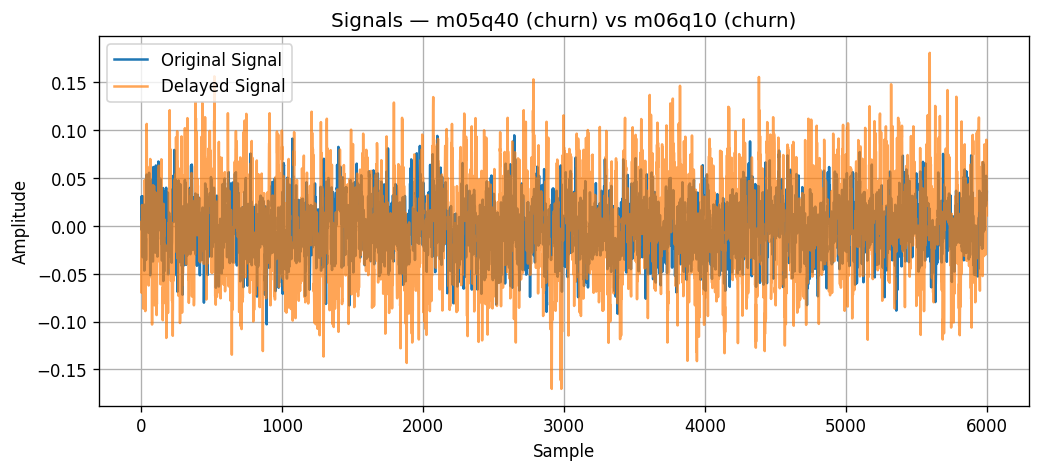 Signals — m05q40 (churn) vs m06q10 (churn)
Original Signal
Delayed Signal
Amplitude
0.15
0.10
0.05
0.00
−0.05
−0.10
−0.15
0 1000 2000 3000 4000 5000 6000
Sample